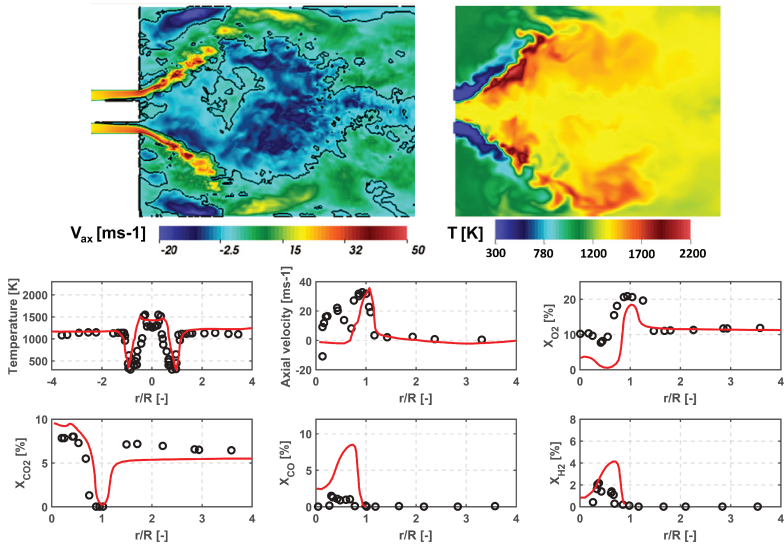 V_ax [ms-1]
-20 -2.5 15 32 50
T [K]
300 780 1200 1700 2200
Temperature [K]
2000
1500
1000
500
-4 -2 0 2 4
r/R [-]
Axial velocity [ms-1]
40
20
0
-20
0 1 2 3 4
r/R [-]
X_O2 [%]
20
10
0
0 1 2 3 4
r/R [-]
X_CO2 [%]
10
5
0
0 1 2 3 4
r/R [-]
X_CO [%]
10
5
0
0 1 2 3 4
r/R [-]
X_H2 [%]
8
6
4
2
0
0 1 2 3 4
r/R [-]